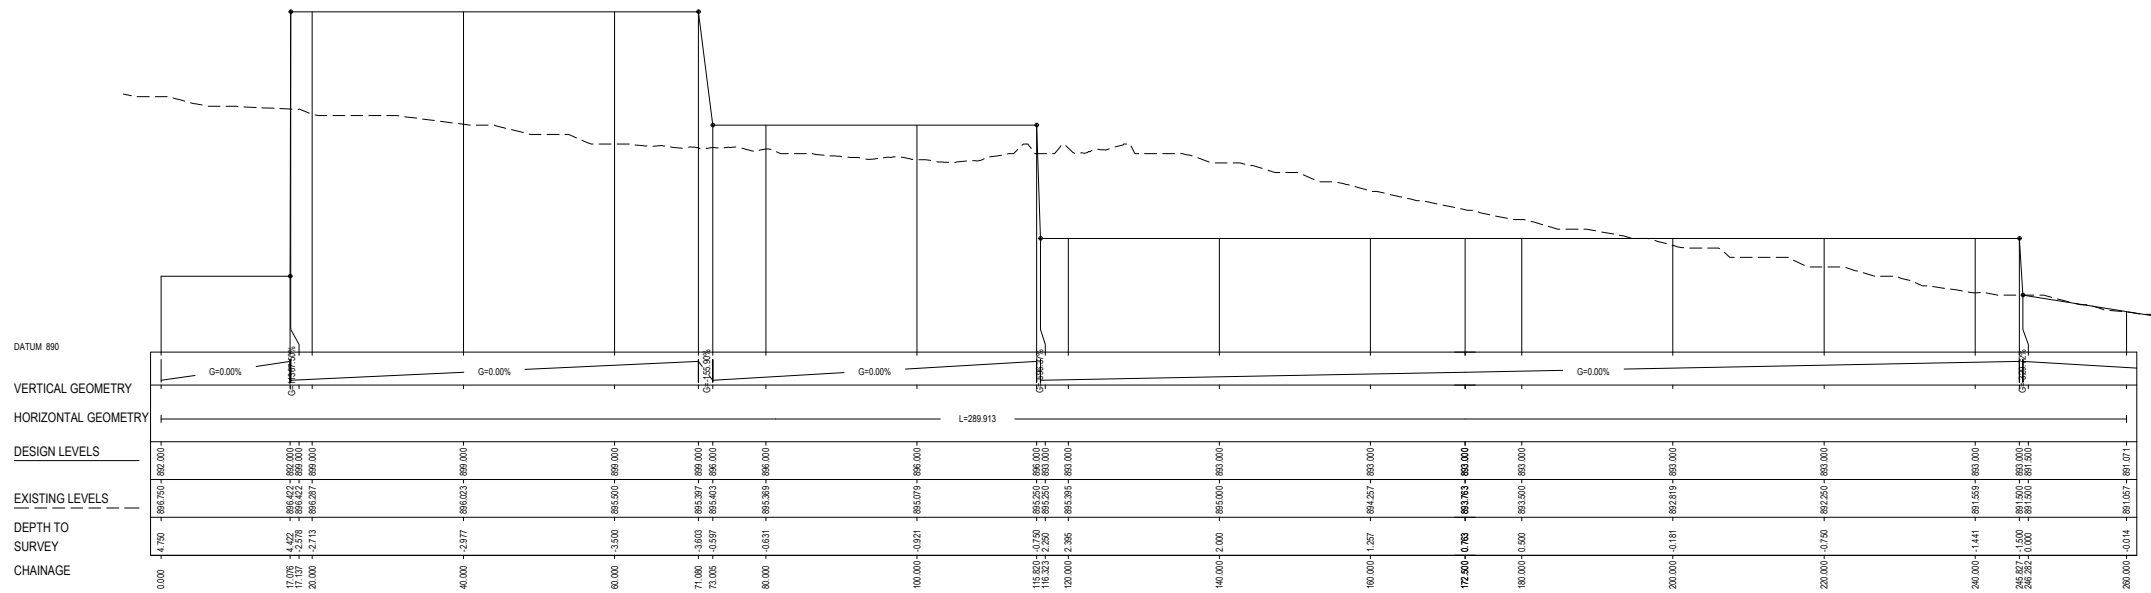 DATUM 890
VERTICAL GEOMETRY
G=0.00% G=0.00% G=-155.90% G=0.00% G=0.00%
HORIZONTAL GEOMETRY L=289.913
DESIGN LEVELS 892.000 892.000 899.000 899.000 899.000 899.000 899.000 896.000 896.000 896.000 896.000 893.000 893.000 893.000 893.000 893.000 893.000 893.000 893.000 893.000 893.000 891.500 891.071
EXISTING LEVELS 896.750 896.422 896.422 896.287 896.023 895.500 895.397 895.403 895.369 895.079 895.250 895.250 895.395 895.000 894.257 893.763 893.500 892.819 892.250 891.559 891.500 891.500 891.057
DEPTH TO
SURVEY 4.750 4.422 -2.578 -2.713 -2.977 -3.500 -3.603 -0.597 -0.631 -0.921 -0.750 2.250 2.395 2.000 1.257 0.763 0.500 -0.181 -0.750 -1.441 -1.500 0.000 -0.014
CHAINAGE 0.000 17.076 17.137 20.000 40.000 60.000 71.080 73.005 80.000 100.000 115.820 116.323 120.000 140.000 160.000 172.500 180.000 200.000 220.000 240.000 245.827 246.282 260.000